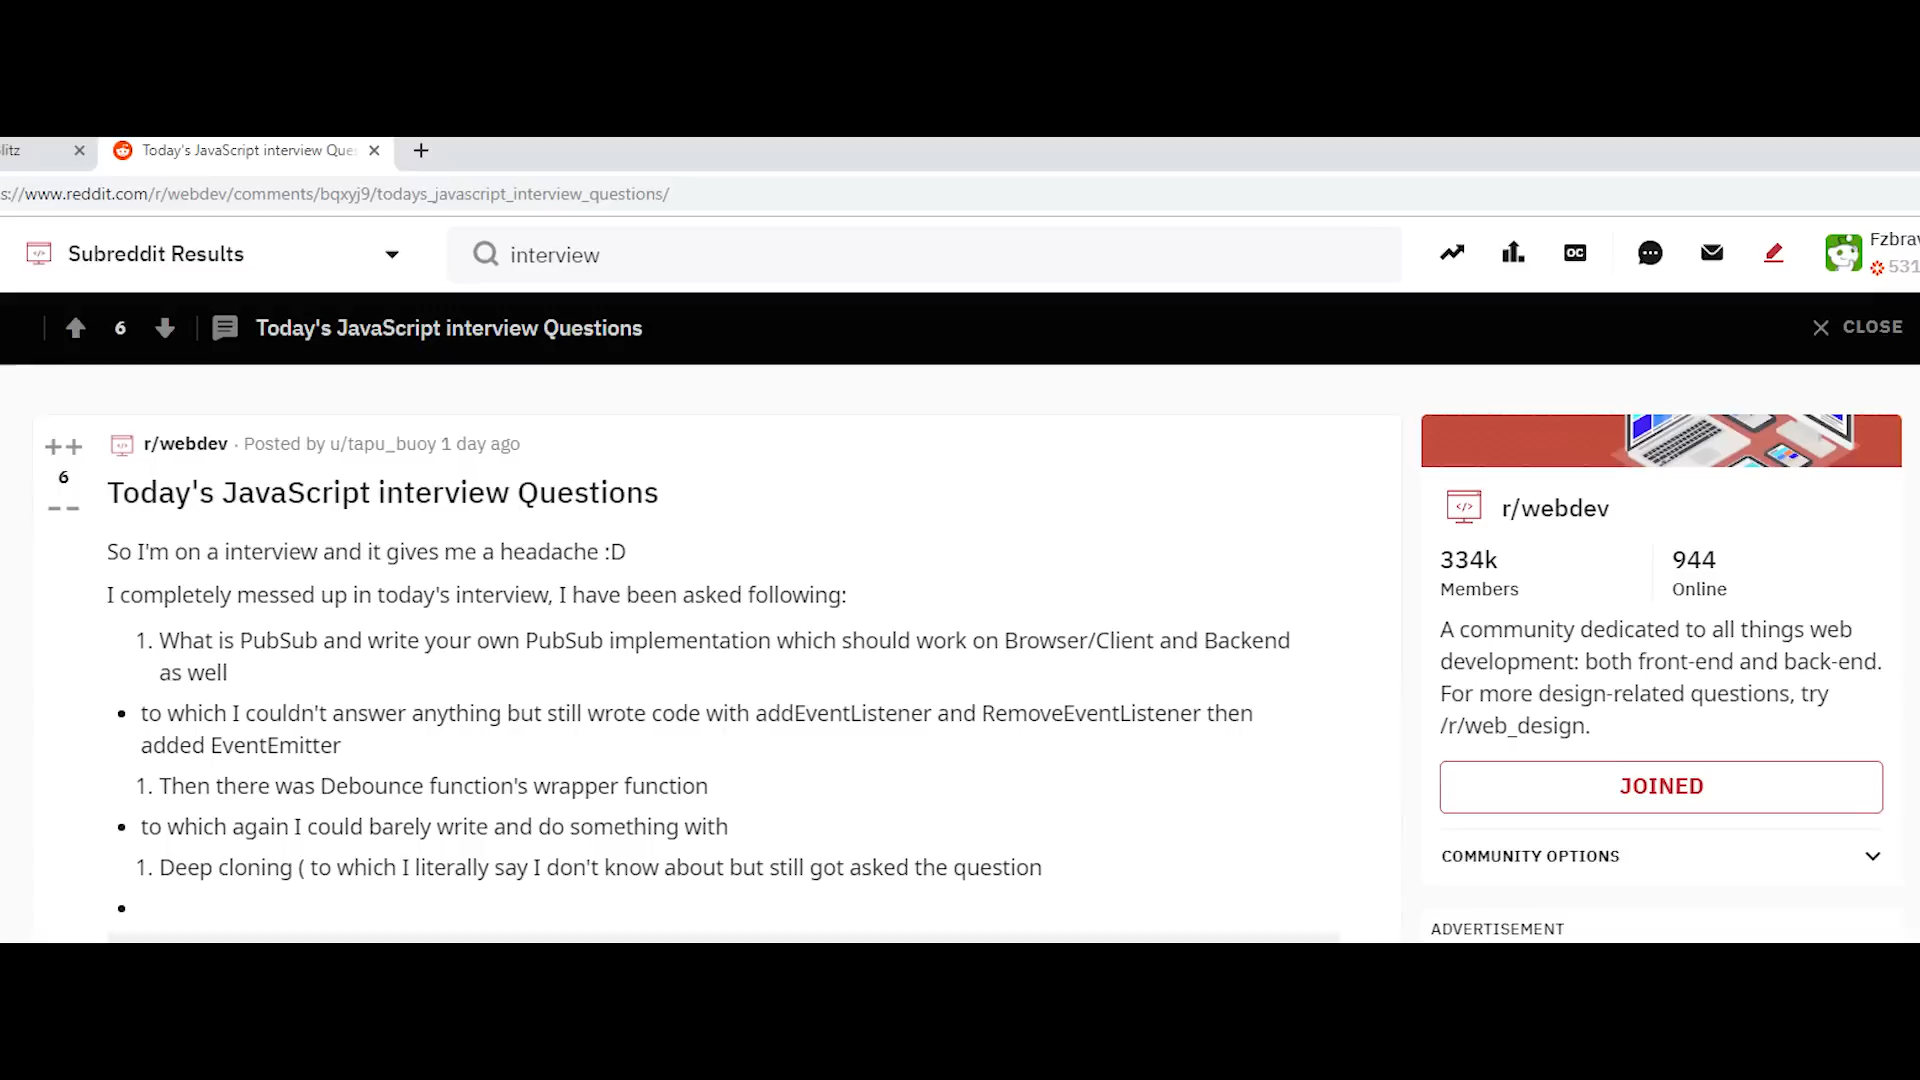 litz
Today's JavaScript interview Que
s://www.reddit.com/r/webdev/comments/bqxyj9/todays_javascript_interview_questions/
Subreddit Results
interview
OC
Fzbrav
531
6
Today's JavaScript interview Questions
CLOSE
r/webdev · Posted by u/tapu_buoy 1 day ago
6
Today's JavaScript interview Questions
So I'm on a interview and it gives me a headache :D
I completely messed up in today's interview, I have been asked following:
1. What is PubSub and write your own PubSub implementation which should work on Browser/Client and Backend
as well
• to which I couldn't answer anything but still wrote code with addEventListener and RemoveEventListener then
added EventEmitter
1. Then there was Debounce function's wrapper function
• to which again I could barely write and do something with
1. Deep cloning ( to which I literally say I don't know about but still got asked the question
•
r/webdev
334k
944
Members
Online
A community dedicated to all things web
development: both front-end and back-end.
For more design-related questions, try
/r/web_design.
JOINED
COMMUNITY OPTIONS
ADVERTISEMENT